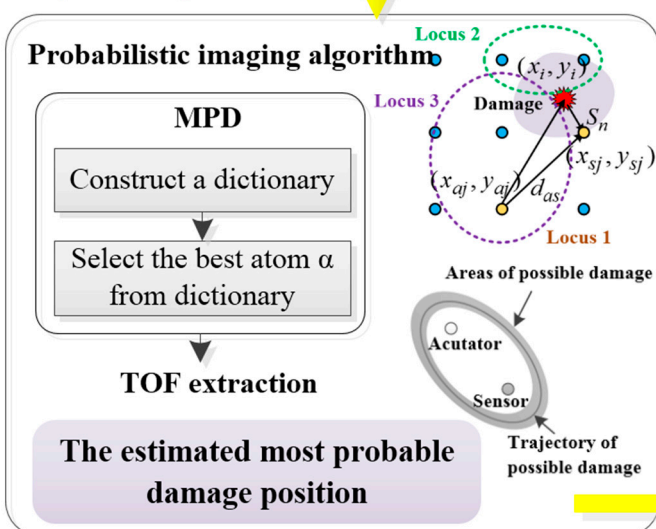 Probabilistic imaging algorithm
MPD
Construct a dictionary
Select the best atom α
from dictionary
TOF extraction
The estimated most probable
damage position
Locus 2
(x_i, y_i)
Locus 3
Damage
S_n
(x_sj, y_sj)
(x_aj, y_aj)
d_as
Locus 1
Areas of possible damage
Acutator
Sensor
Trajectory of
possible damage